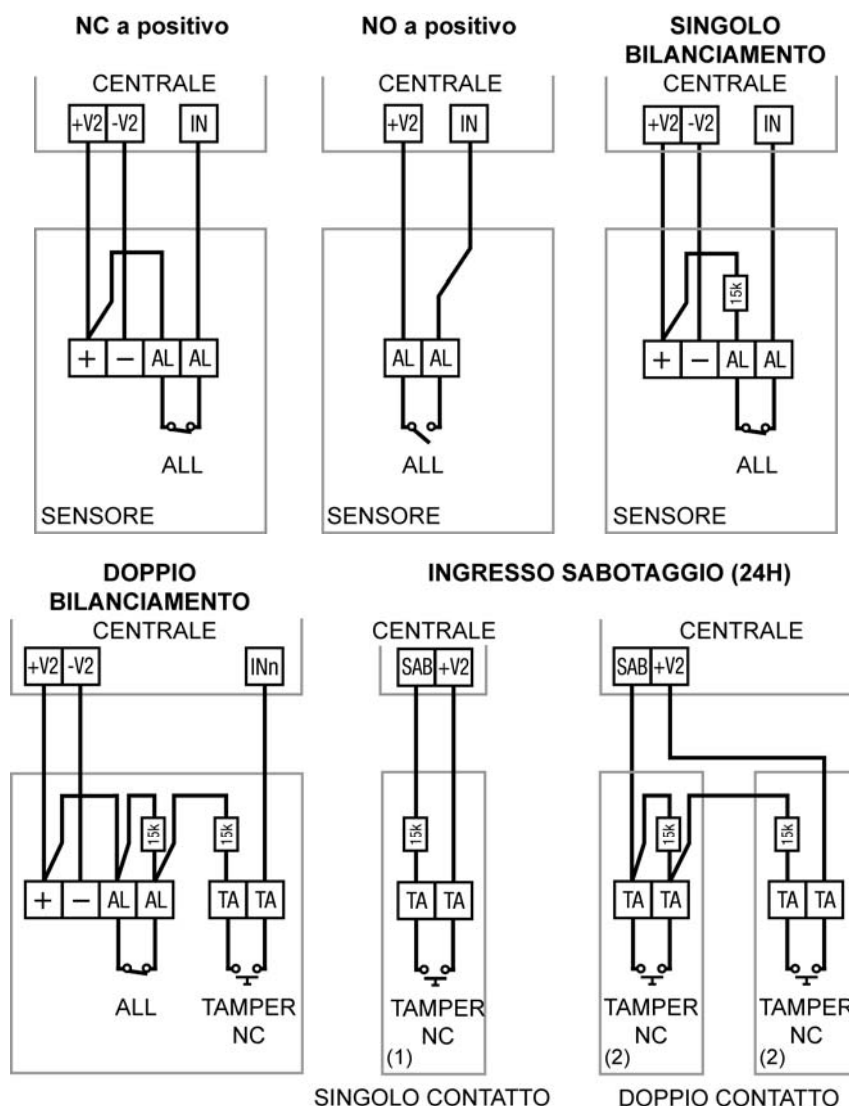 NC a positivo
NO a positivo
SINGOLO
BILANCIAMENTO
CENTRALE
CENTRALE
CENTRALE
+V2 -V2 IN
+V2 IN
+V2 -V2 IN
15k
+ − AL AL
AL AL
+ − AL AL
ALL
ALL
ALL
SENSORE
SENSORE
SENSORE
DOPPIO
BILANCIAMENTO
INGRESSO SABOTAGGIO (24H)
CENTRALE
CENTRALE
CENTRALE
+V2 -V2 INn
SAB +V2
SAB +V2
15k 15k
15k
15k 15k
+ − AL AL TA TA
TA TA
TA TA TA TA
ALL
TAMPER
NC
TAMPER
NC
TAMPER
NC
TAMPER
NC
(1)
(2)
(2)
SINGOLO CONTATTO
DOPPIO CONTATTO